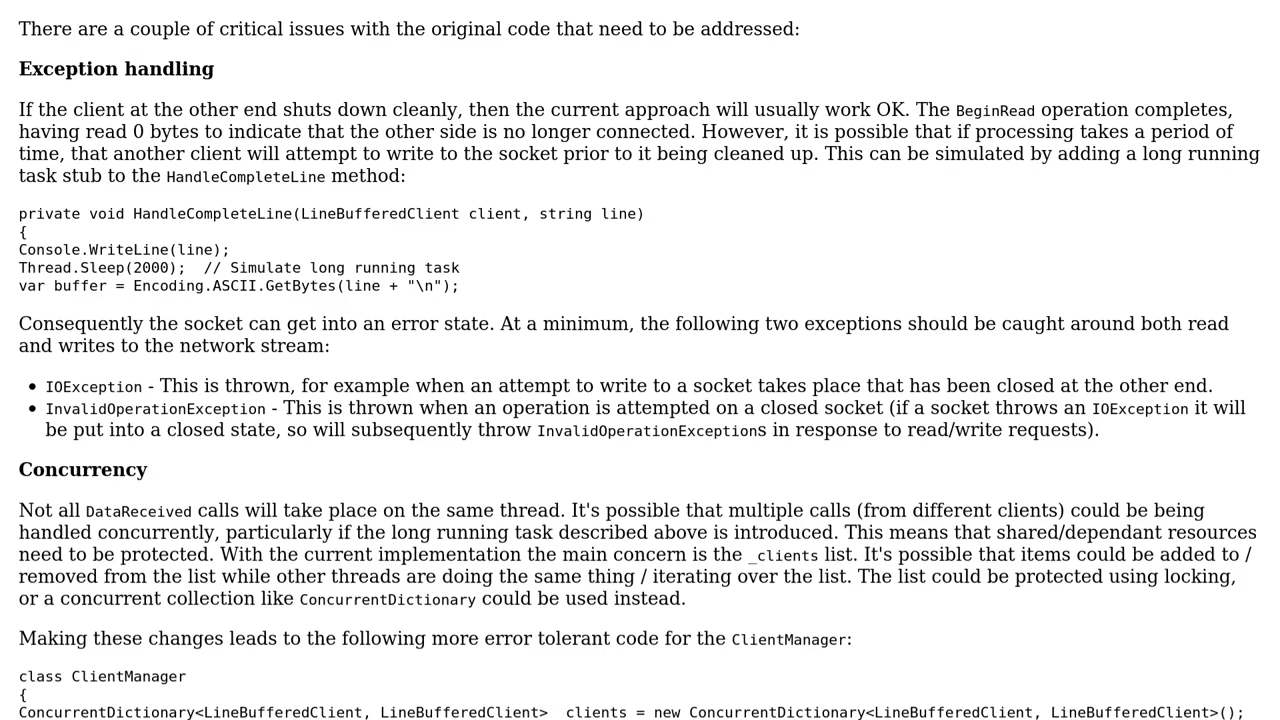 There are a couple of critical issues with the original code that need to be addressed:
Exception handling
If the client at the other end shuts down cleanly, then the current approach will usually work OK. The BeginRead operation completes,
having read 0 bytes to indicate that the other side is no longer connected. However, it is possible that if processing takes a period of
time, that another client will attempt to write to the socket prior to it being cleaned up. This can be simulated by adding a long running
task stub to the HandleCompleteLine method:
private void HandleCompleteLine(LineBufferedClient client, string line)
{
Console.WriteLine(line);
Thread.Sleep(2000);  // Simulate long running task
var buffer = Encoding.ASCII.GetBytes(line + "\n");
Consequently the socket can get into an error state. At a minimum, the following two exceptions should be caught around both read
and writes to the network stream:
• IOException - This is thrown, for example when an attempt to write to a socket takes place that has been closed at the other end.
• InvalidOperationException - This is thrown when an operation is attempted on a closed socket (if a socket throws an IOException it will
be put into a closed state, so will subsequently throw InvalidOperationExceptions in response to read/write requests).
Concurrency
Not all DataReceived calls will take place on the same thread. It's possible that multiple calls (from different clients) could be being
handled concurrently, particularly if the long running task described above is introduced. This means that shared/dependant resources
need to be protected. With the current implementation the main concern is the _clients list. It's possible that items could be added to /
removed from the list while other threads are doing the same thing / iterating over the list. The list could be protected using locking,
or a concurrent collection like ConcurrentDictionary could be used instead.
Making these changes leads to the following more error tolerant code for the ClientManager:
class ClientManager
{
ConcurrentDictionary<LineBufferedClient, LineBufferedClient>  clients = new ConcurrentDictionary<LineBufferedClient, LineBufferedClient>();